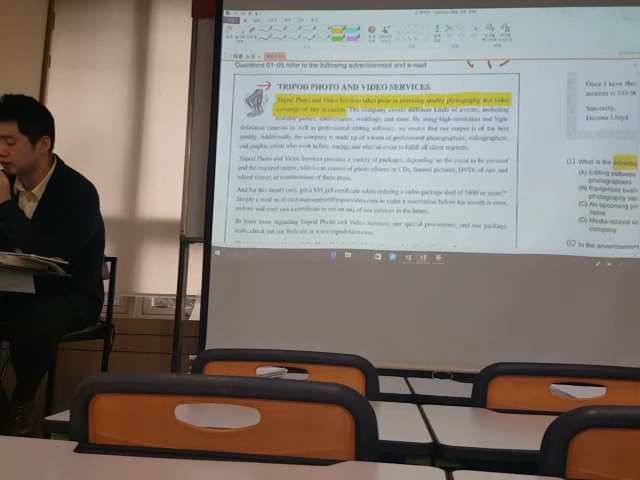 Questions 01-05 refer to the following advertisement and e-mail.
TRIPOD PHOTO AND VIDEO SERVICES
Tripod Photo and Video Services takes pride in providing quality photography and video
coverage of any occasion. The company covers different kinds of events, including
birthday parties, anniversaries, weddings, and more. By using high-resolution and high-
definition cameras as well as professional editing software, we ensure that our output is of the best
quality. Additionally, the company is made up of a team of professional photographers, videographers,
and graphic artists who work before, during, and after an event to fulfill all client requests.
Tripod Photo and Video Services provides a variety of packages, depending on the event to be covered
and the required output, which can consist of photo albums or CDs, framed pictures, DVDs of raw and
edited videos, or combinations of these items.
And for this month only, get a $50 gift certificate when ordering a video package deal of $800 or more!
Simply e-mail us at customersupport@tripodvideo.com to make a reservation before the month is over,
and we will send you a certificate to use on any of our services in the future.
To learn more regarding Tripod Photo and Video Services, our special promotions, and our package
deals, check out our Web site at www.tripodvideo.com.
Once I have the
number is 555-9
Sincerely,
Deanna Lloyd
01 What is the adverti
(A) Editing software
photographers
(B) Equipment
photography
(C) An upcoming
items
(D) Media-related se
company
02 In the advertisement